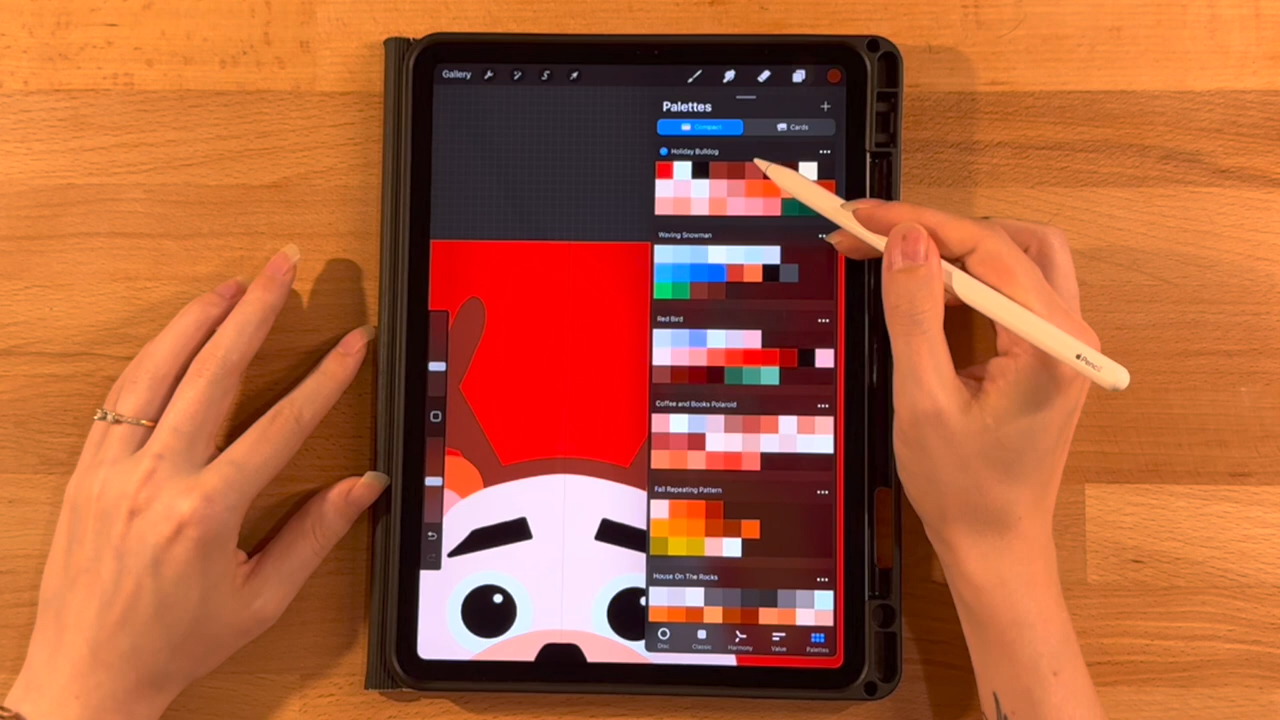 Gallery
Palettes
Compact
Cards
Holiday Bulldog
Waving Snowman
Red Bird
Coffee and Books Polaroid
Fall Repeating Pattern
House On The Rocks
Disc
Classic
Harmony
Value
Palettes
Pencil